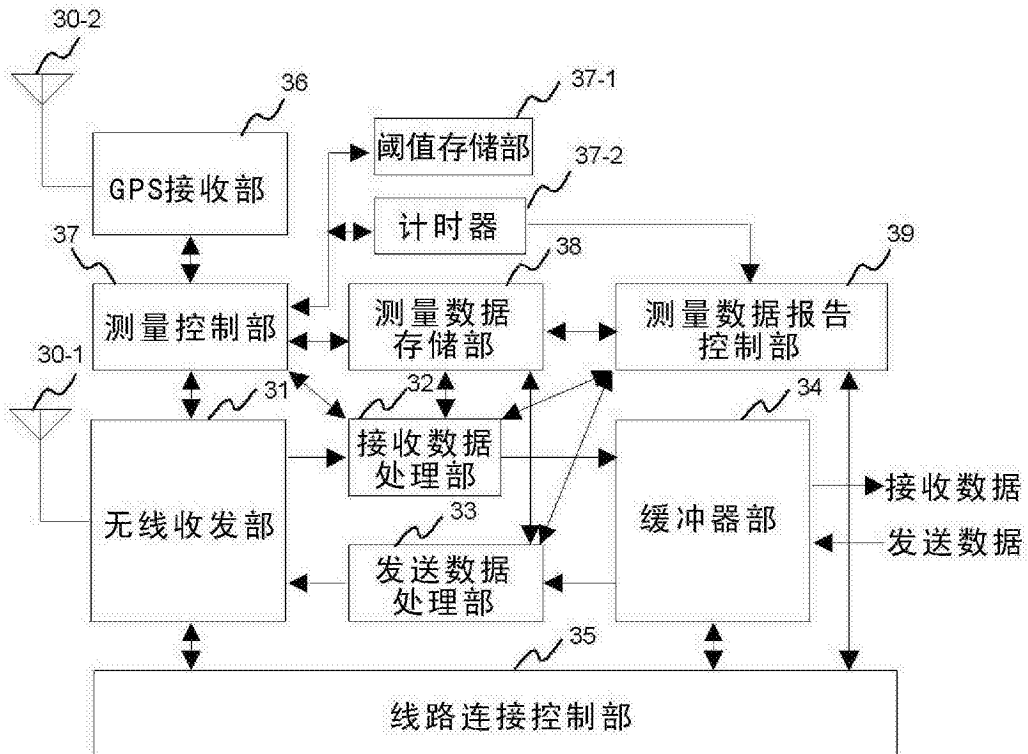 30-2
36
37-1
阈值存储部
GPS接收部
37-2
计时器
37
38
39
测量控制部
测量数据
存储部
测量数据报告
控制部
30-1
31
32
34
接收数据
处理部
无线收发部
缓冲器部
接收数据
发送数据
33
发送数据
处理部
35
线路连接控制部